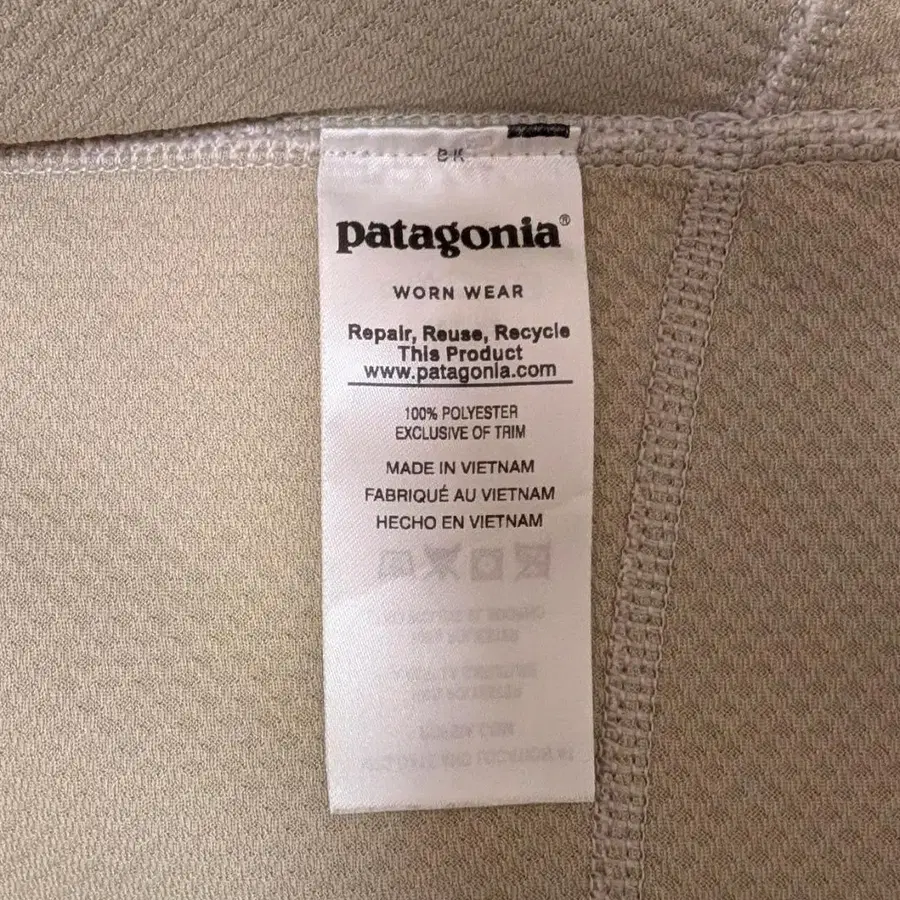 patagonia®
WORN WEAR
Repair, Reuse, Recycle
This Product
www.patagonia.com
100% POLYESTER
EXCLUSIVE OF TRIM
MADE IN VIETNAM
FABRIQUÉ AU VIETNAM
HECHO EN VIETNAM